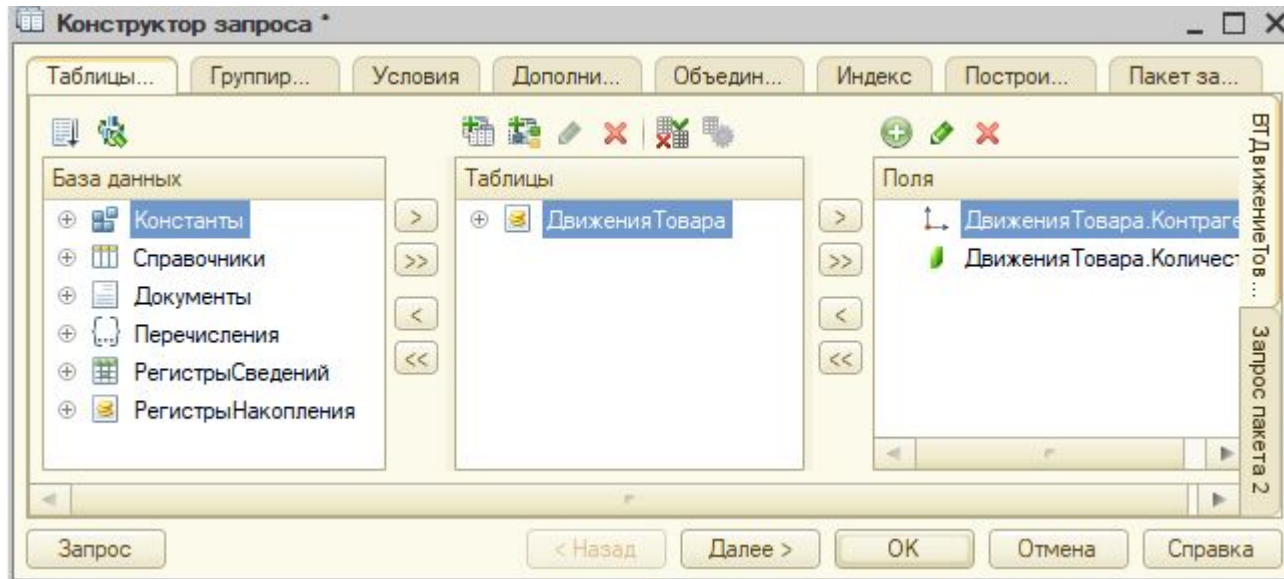 Конструктор запроса *
Таблицы...
Группир...
Условия
Дополни...
Объедин...
Индекс
Построи...
Пакет за...
База данных
Константы
Справочники
Документы
Перечисления
РегистрыСведений
РегистрыНакопления
>
>>
<
<<
Таблицы
ДвиженияТовара
>
>>
<
<<
Поля
ДвиженияТовара.Контраге
ДвиженияТовара.Количест
ВТДвижениеТов...
Запрос пакета 2
Запрос
< Назад
Далее >
OK
Отмена
Справка